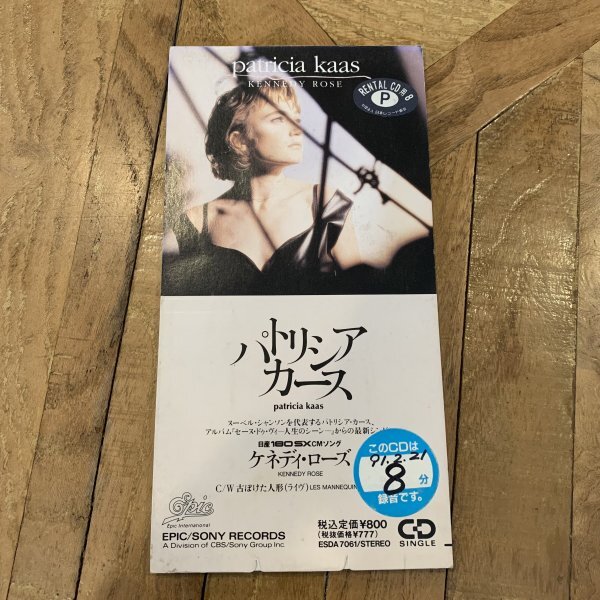 patricia kaas
KENNEDY ROSE
RENTAL CD
8
P
パトリシア
カース
patricia kaas
ヌーベル・シャンソンを代表するパトリシア・カース、
アルバム『セーヌ・ドゥ・ヴィー人生のシーン―』からの最新シング
日産180SXCMソング
ケネディ・ローズ
KENNEDY ROSE
C/W 古ぼけた人形(ライヴ) LES MANNEQUIN
このCDは
91.2.21
8分
録音です。
Epic
Epic International
EPIC/SONY RECORDS
A Division of CBS/Sony Group Inc
税込定価¥800
(税抜価格¥777)
ESDA7061/STEREO
CD
SINGLE